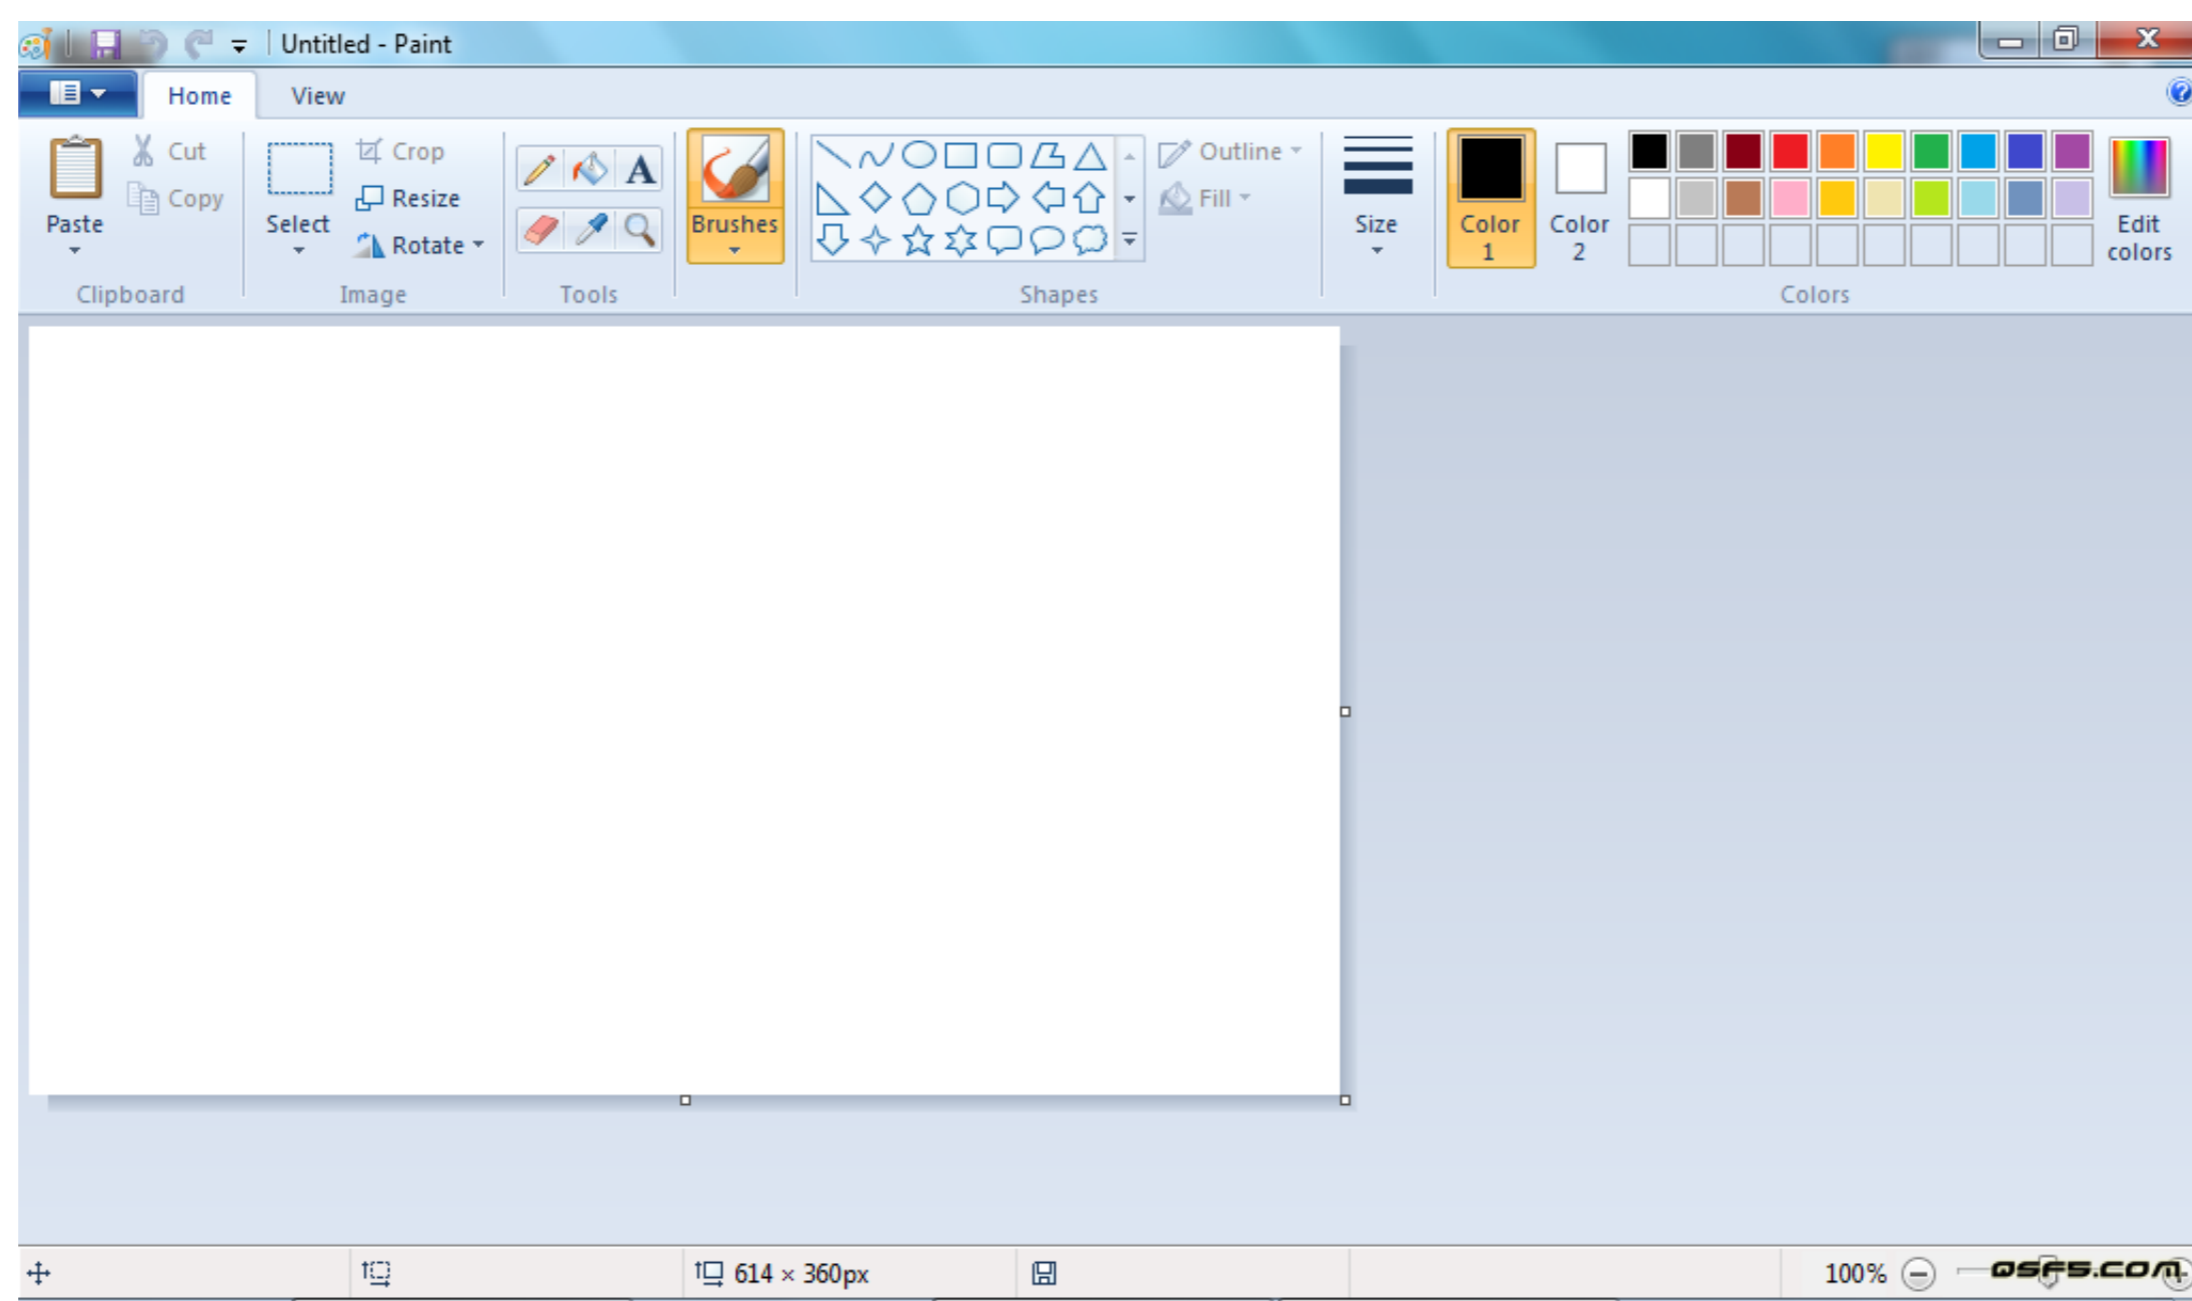 Untitled - Paint
Home View
Cut
Copy
Paste
Clipboard
Crop
Resize
Rotate
Select
Image
A
Tools
Brushes
Outline
Fill
Shapes
Size
Color 1
Color 2
Edit colors
Colors
614 × 360px
100%
QSFS.COM